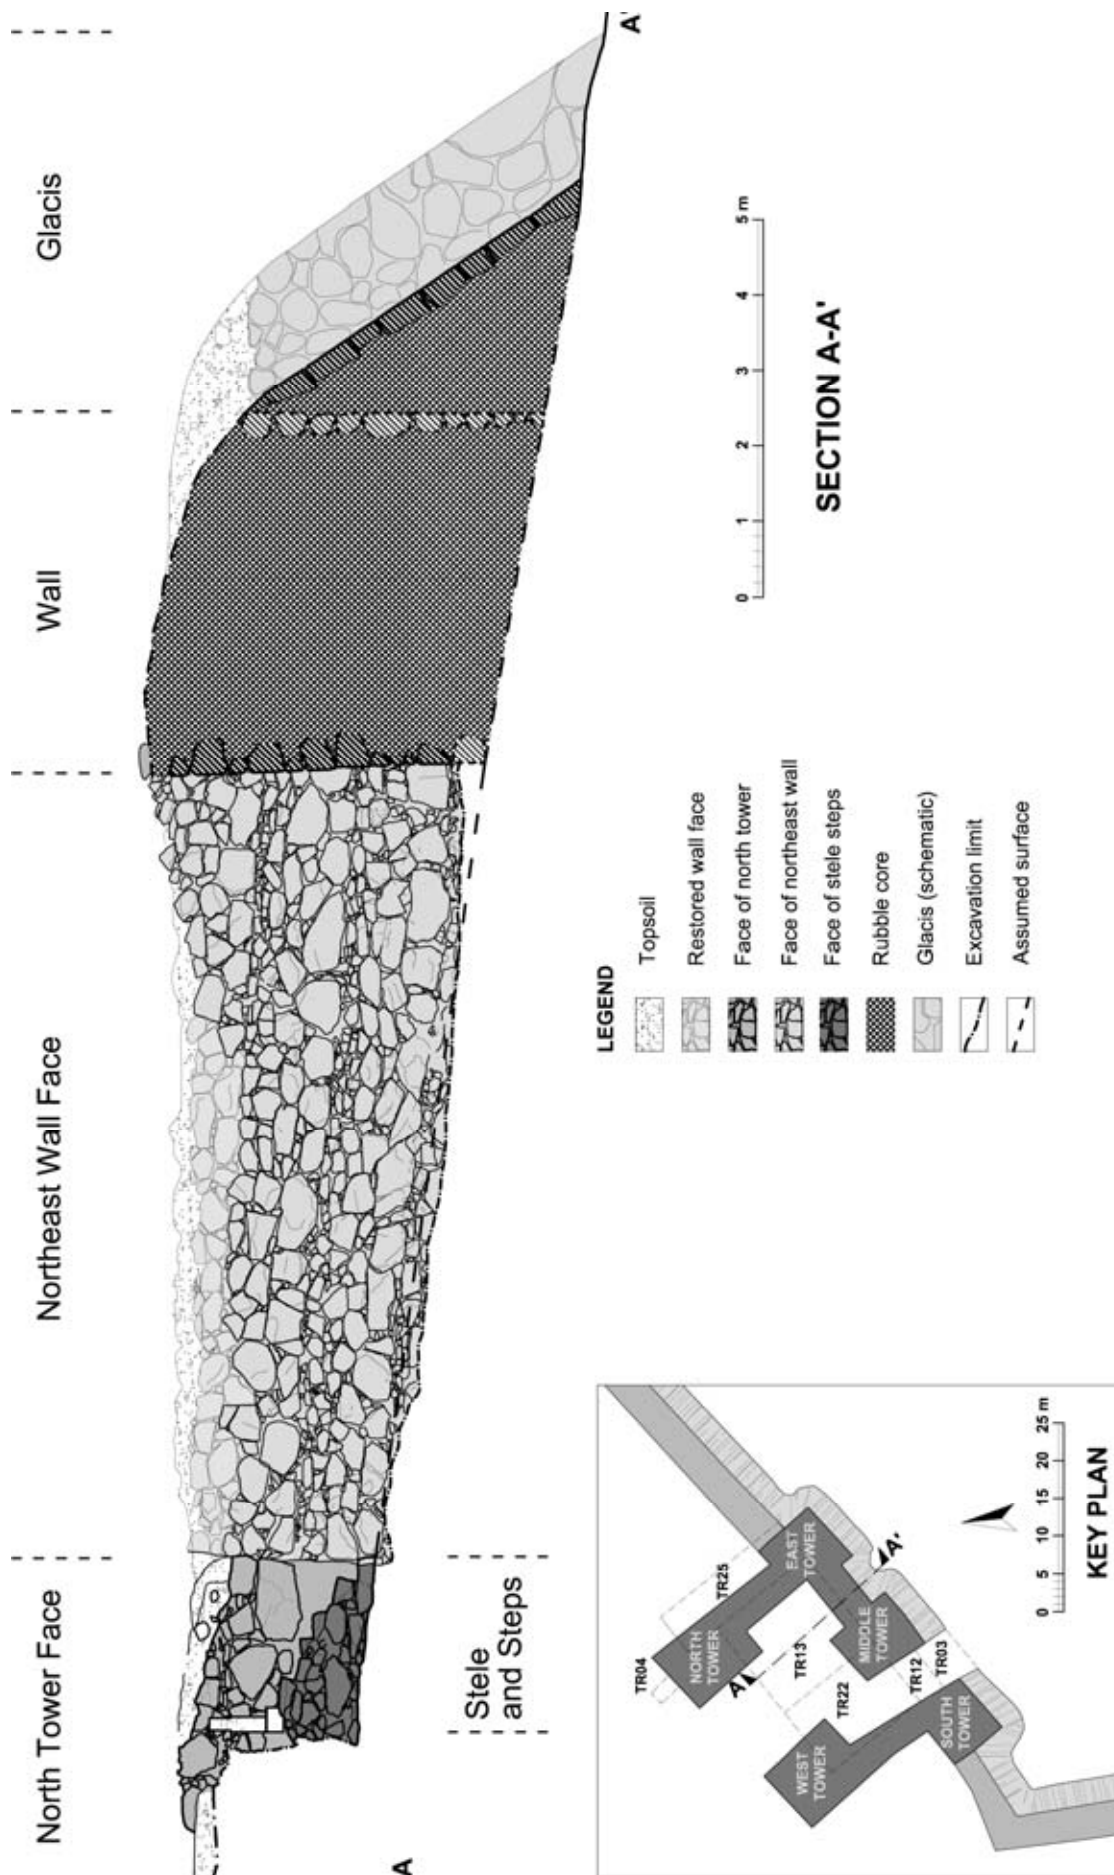 North Tower Face
Northeast Wall Face
Wall
Glacis
Stele
and Steps
A
A'
LEGEND
Topsoil
Restored wall face
Face of north tower
Face of northeast wall
Face of stele steps
Rubble core
Glacis (schematic)
Excavation limit
Assumed surface
0 1 2 3 4 5 m
SECTION A-A'
TR04
NORTH
TOWER
TR25
EAST
TOWER
A
TR13
A'
MIDDLE
TOWER
TR22
TR12
TR03
WEST
TOWER
SOUTH
TOWER
0 5 10 15 20 25 m
KEY PLAN